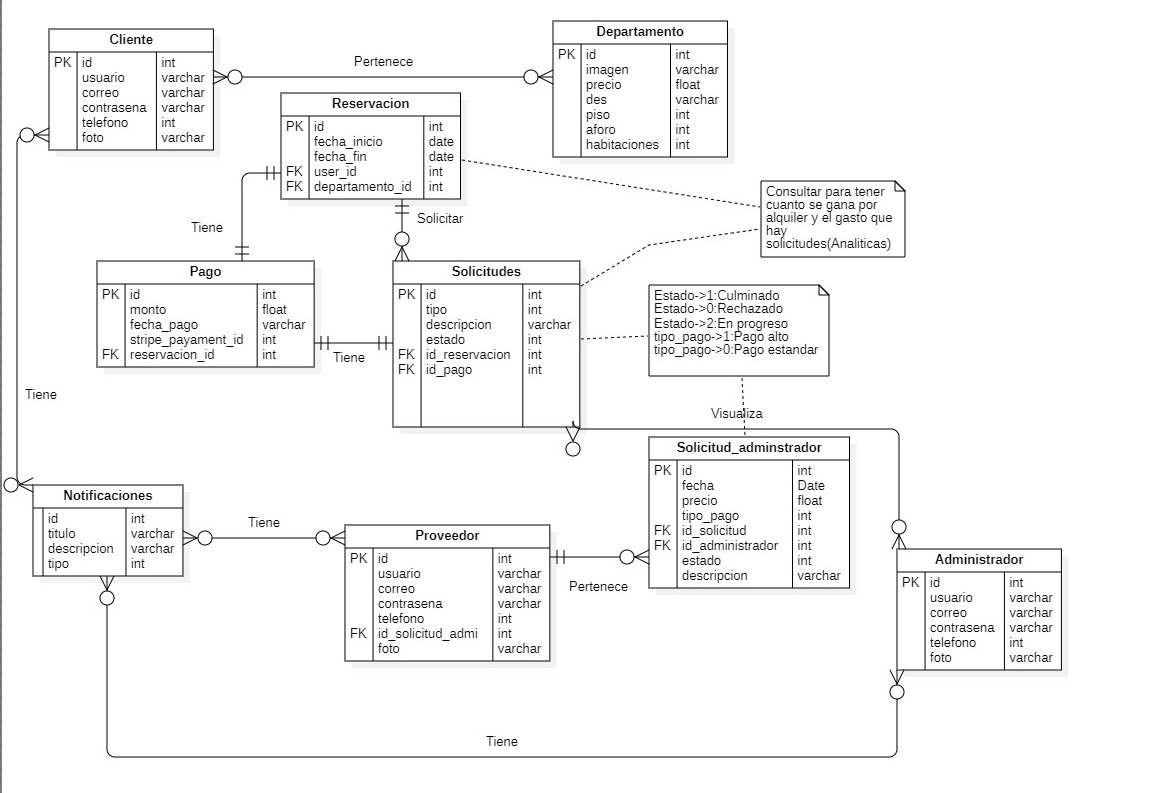 Cliente
PK id int
usuario varchar
correo varchar
contrasena varchar
telefono int
foto varchar
Pertenece
Departamento
PK id int
imagen varchar
precio float
des varchar
piso int
aforo int
habitaciones int
Reservacion
PK id int
fecha_inicio date
fecha_fin date
FK user_id int
FK departamento_id int
Consultar para tener
cuanto se gana por
alquiler y el gasto que
hay
solicitudes(Analiticas)
Tiene
Solicitar
Pago
PK id int
monto float
fecha_pago varchar
stripe_payament_id int
FK reservacion_id int
Tiene
Solicitudes
PK id int
tipo int
descripcion varchar
estado int
FK id_reservacion int
FK id_pago int
Estado->1:Culminado
Estado->0:Rechazado
Estado->2:En progreso
tipo_pago->1:Pago alto
tipo_pago->0:Pago estandar
Tiene
Visualiza
Solicitud_adminstrador
PK id int
fecha Date
precio float
tipo_pago int
FK id_solicitud int
FK id_administrador int
estado int
descripcion varchar
Notificaciones
id int
titulo varchar
descripcion varchar
tipo int
Tiene
Proveedor
PK id int
usuario varchar
correo varchar
contrasena varchar
telefono int
FK id_solicitud_admi int
foto varchar
Pertenece
Administrador
PK id int
usuario varchar
correo varchar
contrasena varchar
telefono int
foto varchar
Tiene